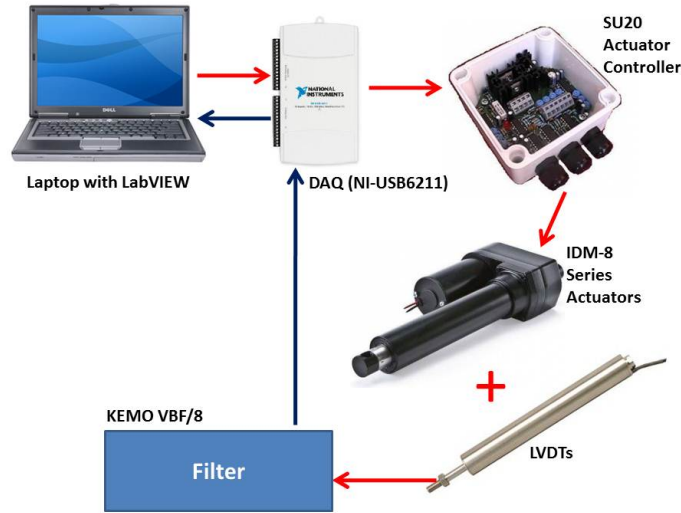 SU20
Actuator
Controller
NATIONAL
INSTRUMENTS
DELL
Laptop with LabVIEW
DAQ (NI-USB6211)
IDM-8
Series
Actuators
KEMO VBF/8
LVDTs
Filter